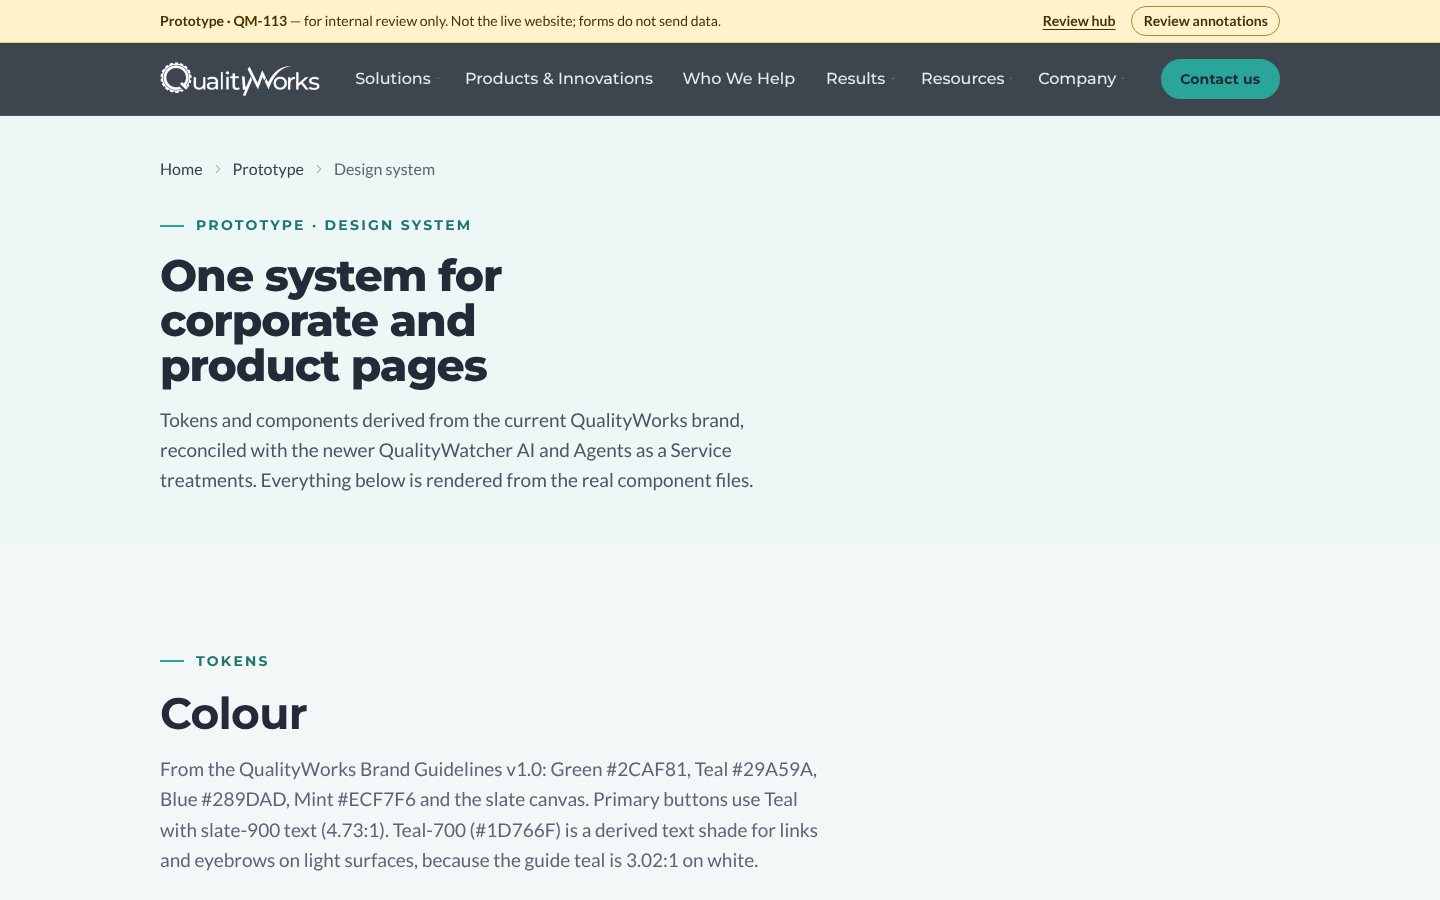 Prototype · QM-113 — for internal review only. Not the live website; forms do not send data.
Review hub
Review annotations
QualityWorks
Solutions
Products & Innovations
Who We Help
Results
Resources
Company
Contact us
Home
Prototype
Design system
PROTOTYPE · DESIGN SYSTEM
One system for
corporate and
product pages
Tokens and components derived from the current QualityWorks brand,
reconciled with the newer QualityWatcher AI and Agents as a Service
treatments. Everything below is rendered from the real component files.
TOKENS
Colour
From the QualityWorks Brand Guidelines v1.0: Green #2CAF81, Teal #29A59A,
Blue #289DAD, Mint #ECF7F6 and the slate canvas. Primary buttons use Teal
with slate-900 text (4.73:1). Teal-700 (#1D766F) is a derived text shade for links
and eyebrows on light surfaces, because the guide teal is 3.02:1 on white.